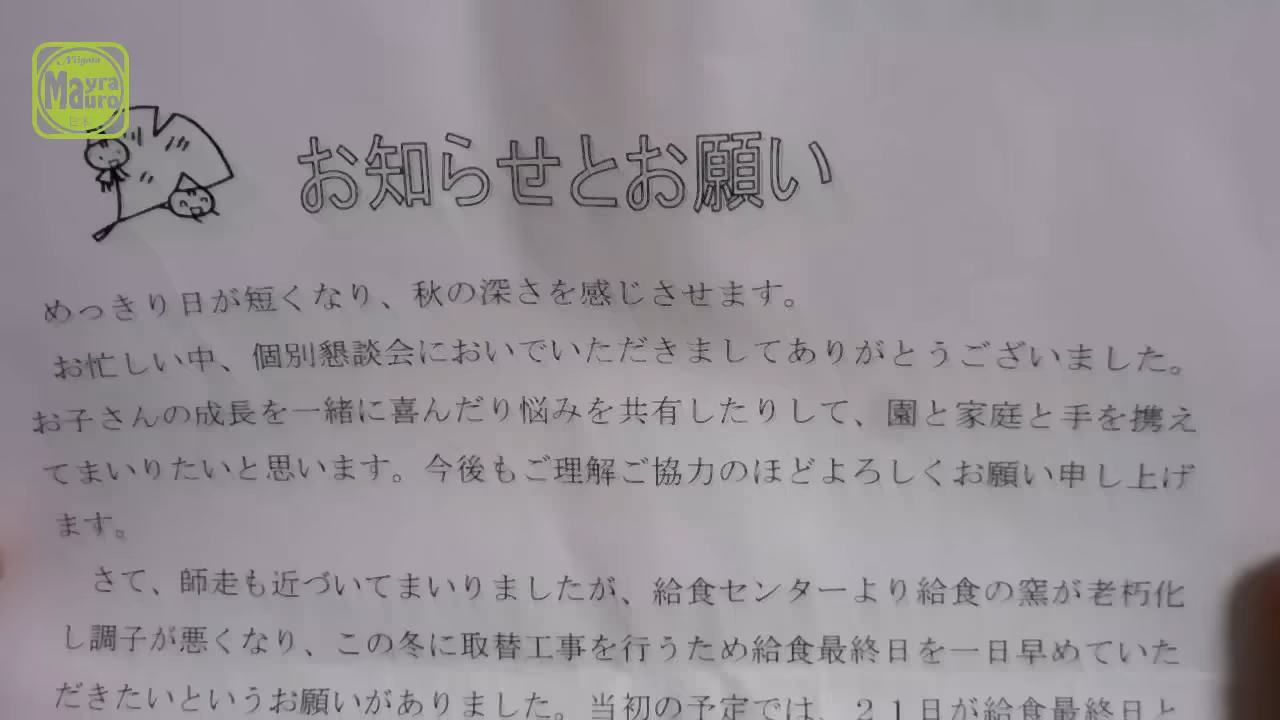 Niigata
Mayra
Mauro
日本
お知らせとお願い
めっきり日が短くなり、秋の深さを感じさせます。
お忙しい中、個別懇談会においでいただきましてありがとうございました。
お子さんの成長を一緒に喜んだり悩みを共有したりして、園と家庭と手を携え
てまいりたいと思います。今後もご理解ご協力のほどよろしくお願い申し上げ
ます。
さて、師走も近づいてまいりましたが、給食センターより給食の窯が老朽化
し調子が悪くなり、この冬に取替工事を行うため給食最終日を一日早めていた
だきたいというお願いがありました。当初の予定では、２１日が給食最終日と